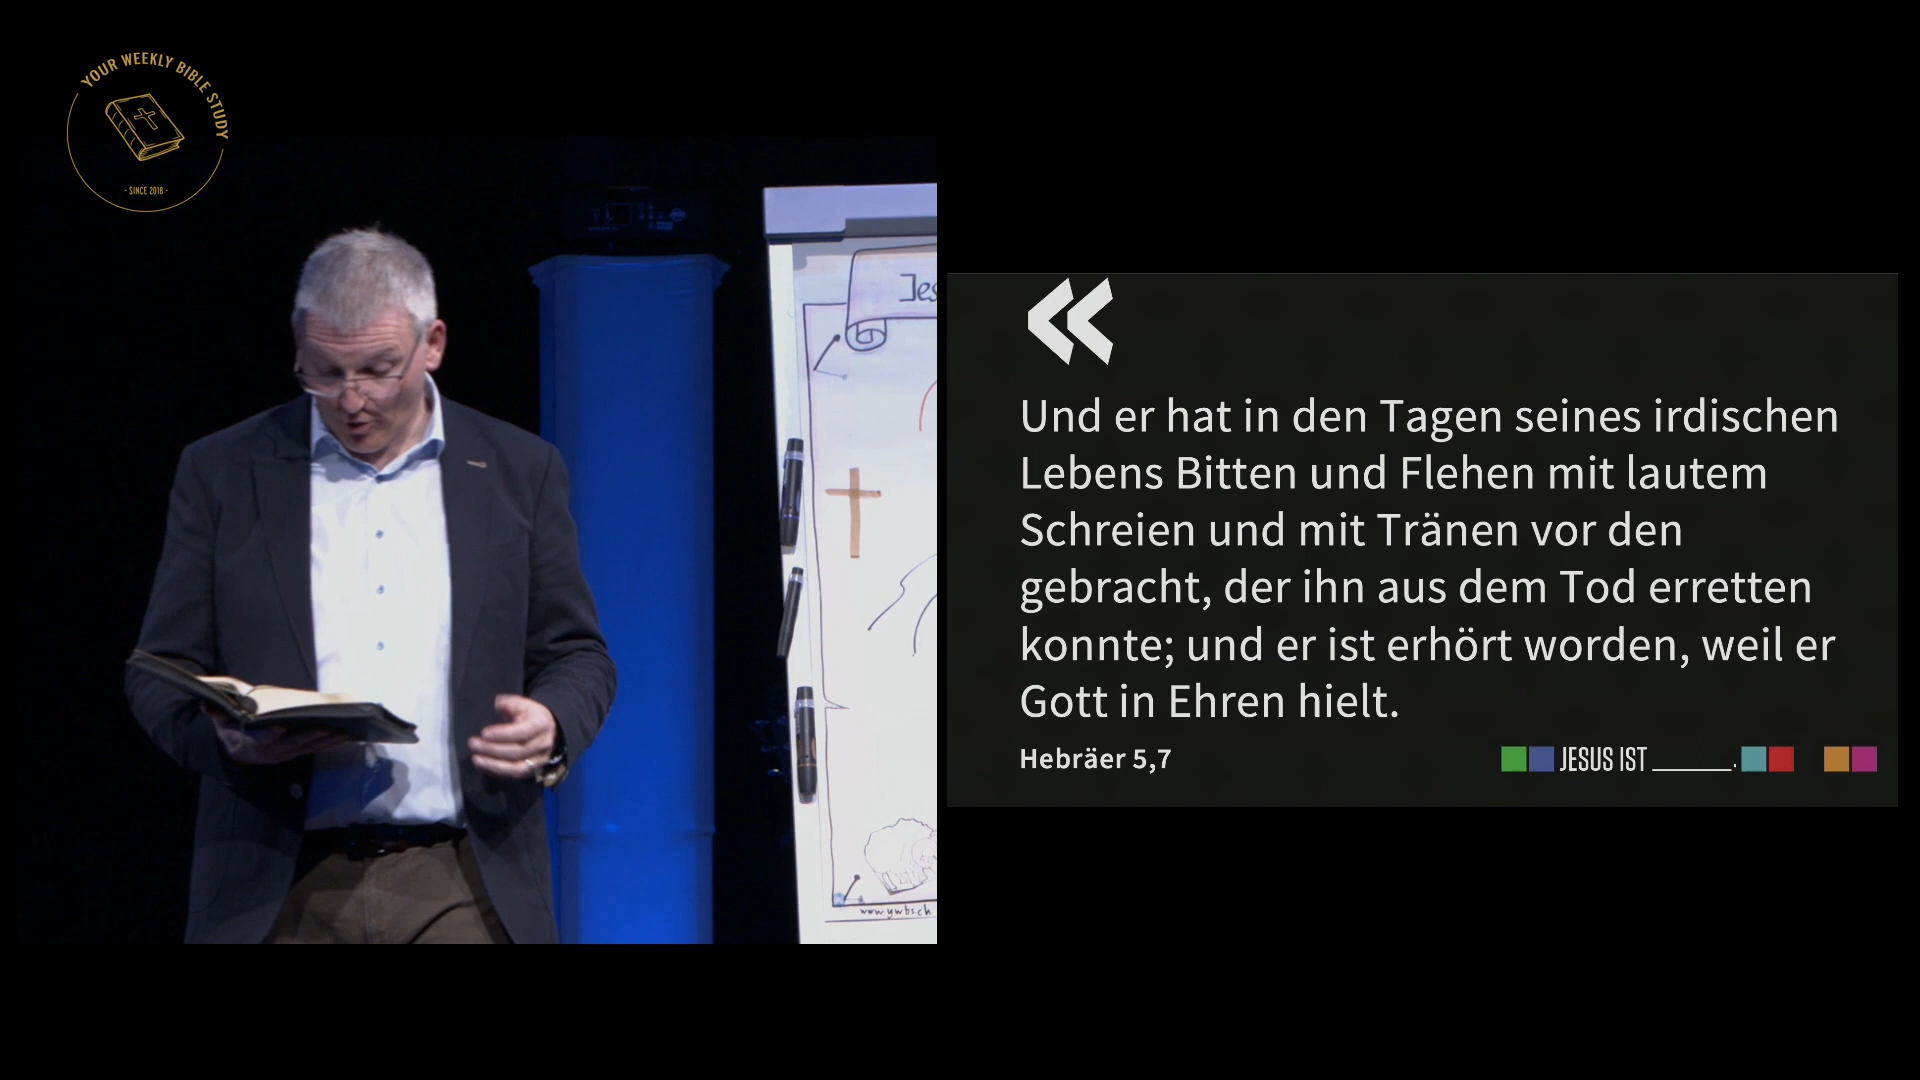 YOUR WEEKLY BIBLE STUDY
- SINCE 2018 -
Jes
www.ywbs.ch
«
Und er hat in den Tagen seines irdischen
Lebens Bitten und Flehen mit lautem
Schreien und mit Tränen vor den
gebracht, der ihn aus dem Tod erretten
konnte; und er ist erhört worden, weil er
Gott in Ehren hielt.
Hebräer 5,7
JESUS IST ______.